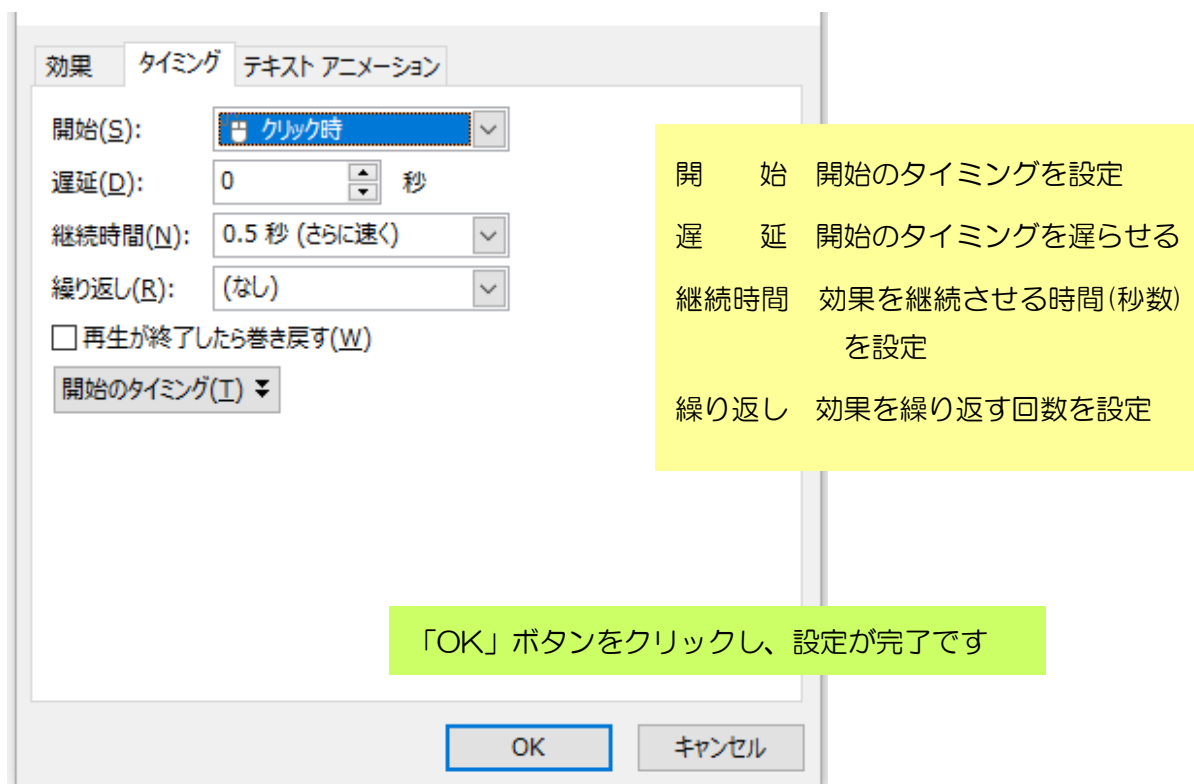 効果 タイミング テキスト アニメーション
開始(S): クリック時
遅延(D): 0 秒
継続時間(N): 0.5 秒 (さらに速く)
繰り返し(R): (なし)
再生が終了したら巻き戻す(W)
開始のタイミング(T)
開　　始　開始のタイミングを設定
遅　　延　開始のタイミングを遅らせる
継続時間　効果を継続させる時間(秒数)
を設定
繰り返し　効果を繰り返す回数を設定
「OK」ボタンをクリックし、設定が完了です
OK キャンセル